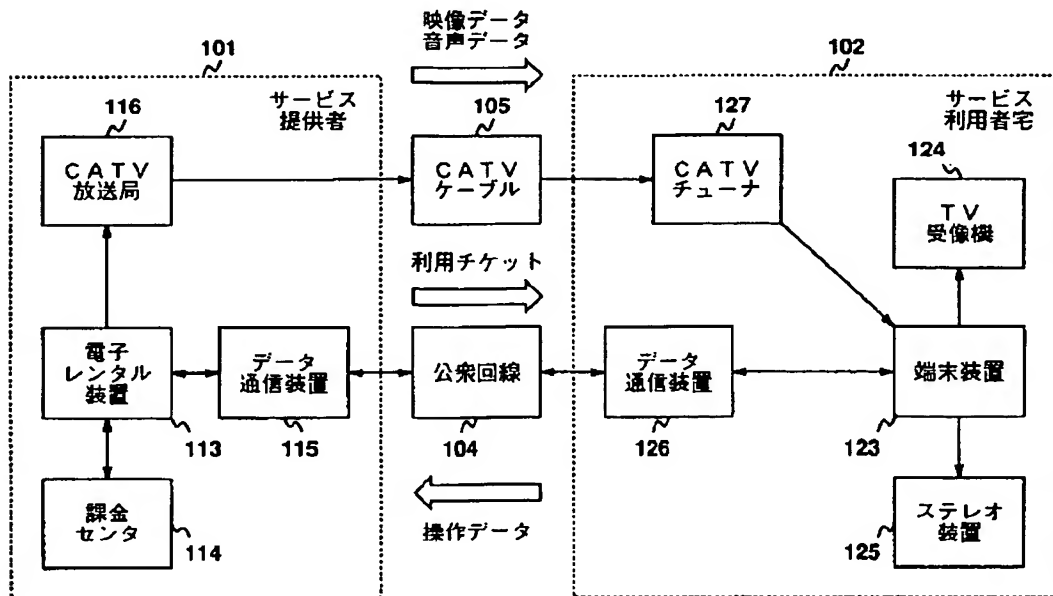 映像データ
音声データ
101
102
サービス
提供者
サービス
利用者宅
116
ＣＡＴＶ
放送局
105
ＣＡＴＶ
ケーブル
127
ＣＡＴＶ
チューナ
124
ＴＶ
受像機
利用チケット
電子
レンタル
装置
データ
通信装置
公衆回線
データ
通信装置
端末装置
113
115
104
126
123
課金
センタ
114
操作データ
ステレオ
装置
125